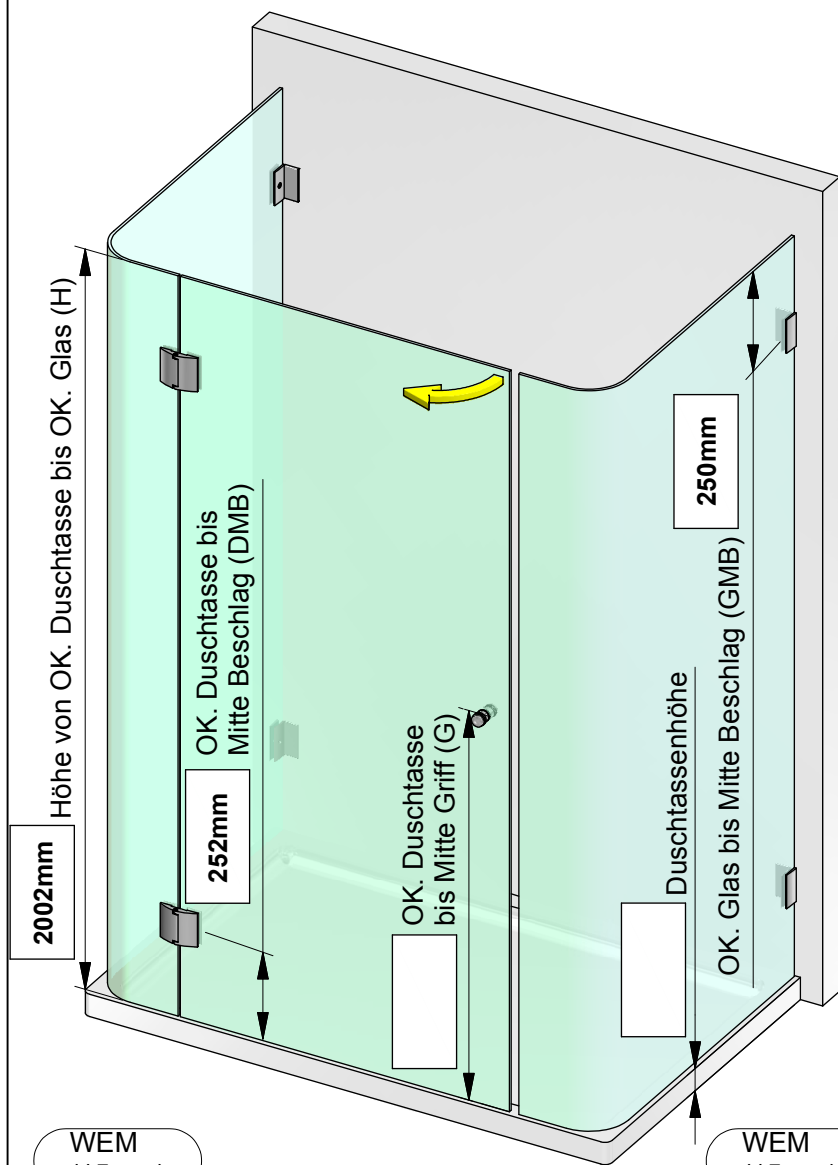 Höhe von OK. Duschtasse bis OK. Glas (H)
2002mm
OK. Duschtasse bis
Mitte Beschlag (DMB)
252mm
OK. Duschtasse
bis Mitte Griff (G)
250mm
OK. Glas bis Mitte Beschlag (GMB)
Duschtassenhöhe
WEM
WEM